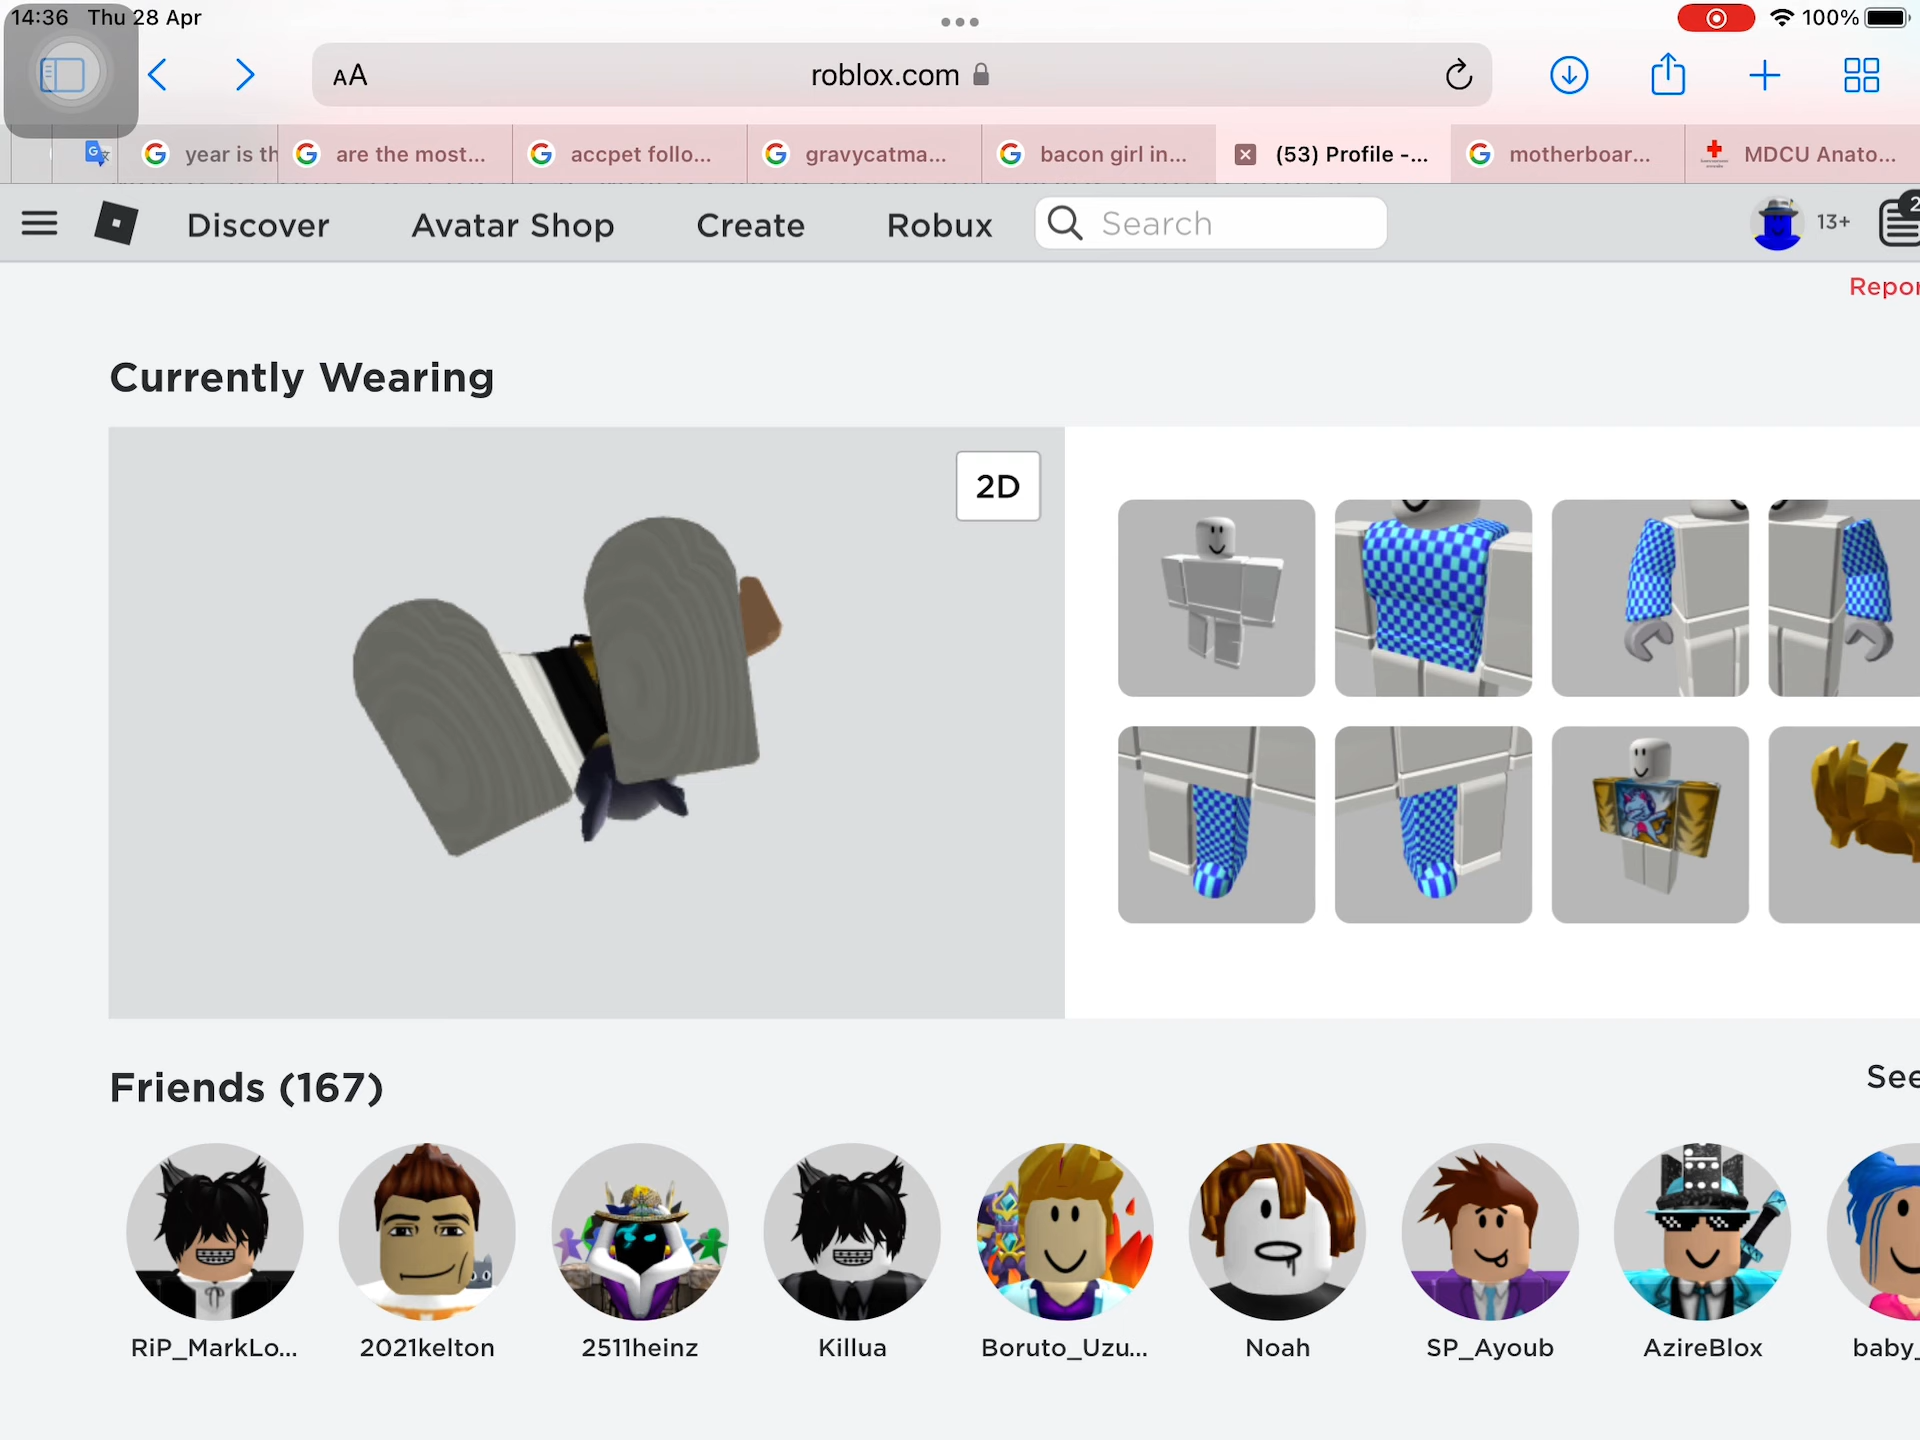 14:36 Thu 28 Apr
100%
AA
roblox.com
year is th
are the most...
accpet follo...
gravycatma...
bacon girl in...
(53) Profile -...
motherboar...
MDCU Anato...
Discover
Avatar Shop
Create
Robux
Search
13+
2
Repor
Currently Wearing
2D
Friends (167)
See
RiP_MarkLo...
2021kelton
2511heinz
Killua
Boruto_Uzu...
Noah
SP_Ayoub
AzireBlox
baby_